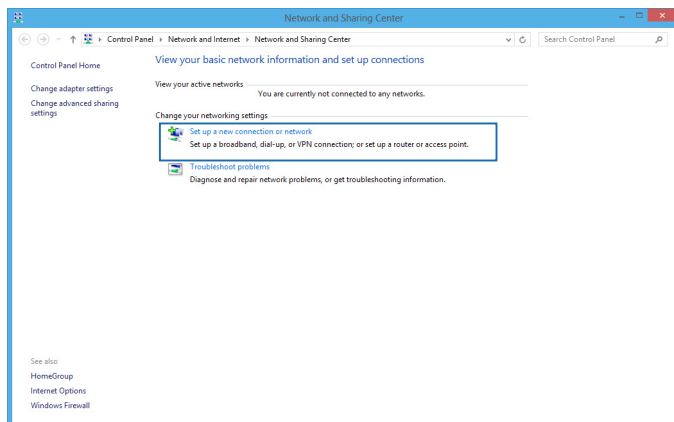 Network and Sharing Center
Control Panel Network and Internet Network and Sharing Center
Search Control Panel
Control Panel Home
Change adapter settings
Change advanced sharing
settings
View your basic network information and set up connections
View your active networks
You are currently not connected to any networks.
Change your networking settings
Set up a new connection or network
Set up a broadband, dial-up, or VPN connection; or set up a router or access point.
Troubleshoot problems
Diagnose and repair network problems, or get troubleshooting information.
See also
HomeGroup
Internet Options
Windows Firewall